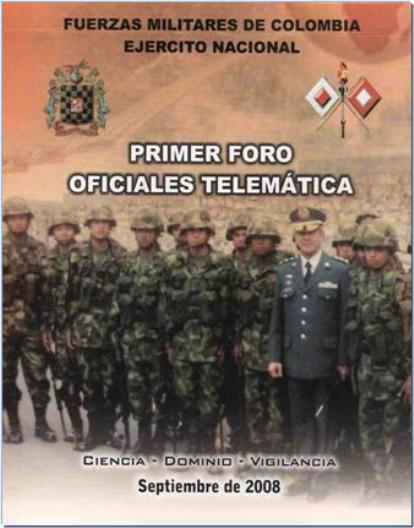 FUERZAS MILITARES DE COLOMBIA
EJERCITO NACIONAL
PRIMER FORO
OFICIALES TELEMÁTICA
CIENCIA - DOMINIO - VIGILANCIA
Septiembre de 2008